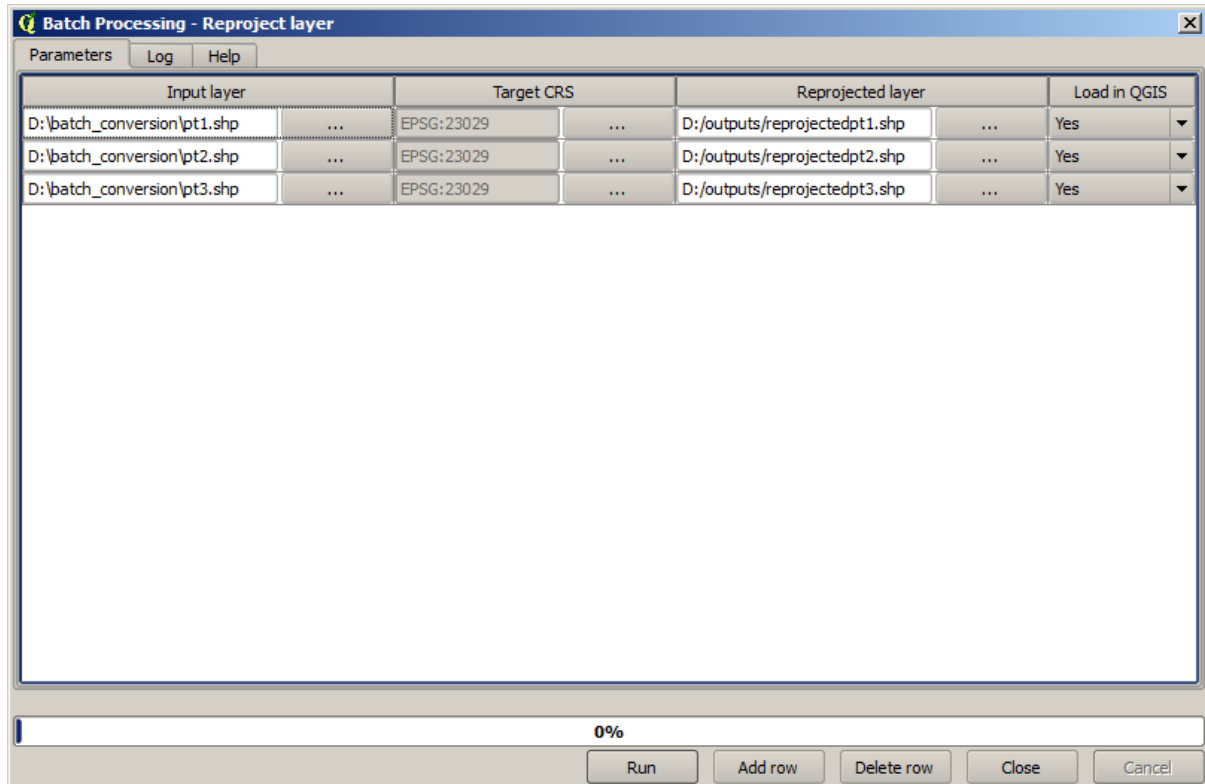 Batch Processing - Reproject layer
Parameters Log Help
Input layer Target CRS Reprojected layer Load in QGIS
D:\batch_conversion\pt1.shp ... EPSG:23029 ... D:/outputs/reprojectedpt1.shp ... Yes
D:\batch_conversion\pt2.shp ... EPSG:23029 ... D:/outputs/reprojectedpt2.shp ... Yes
D:\batch_conversion\pt3.shp ... EPSG:23029 ... D:/outputs/reprojectedpt3.shp ... Yes
0%
Run Add row Delete row Close Cancel